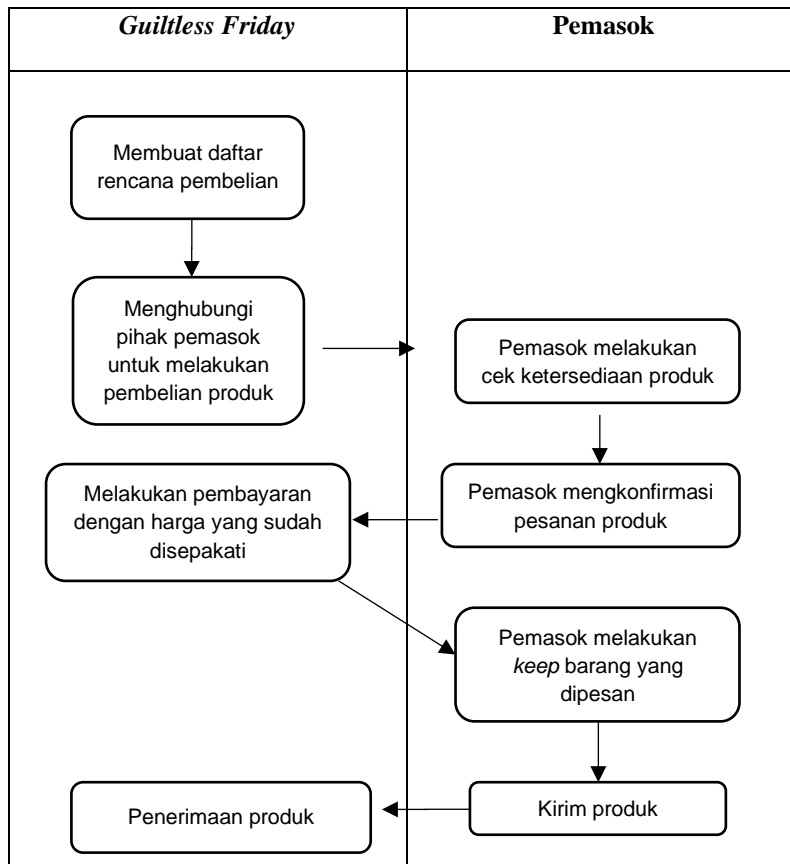 Guiltless Friday
Pemasok
Membuat daftar
rencana pembelian
Menghubungi
pihak pemasok
untuk melakukan
pembelian produk
Pemasok melakukan
cek ketersediaan produk
Pemasok mengkonfirmasi
pesanan produk
Melakukan pembayaran
dengan harga yang sudah
disepakati
Pemasok melakukan
keep barang yang
dipesan
Kirim produk
Penerimaan produk